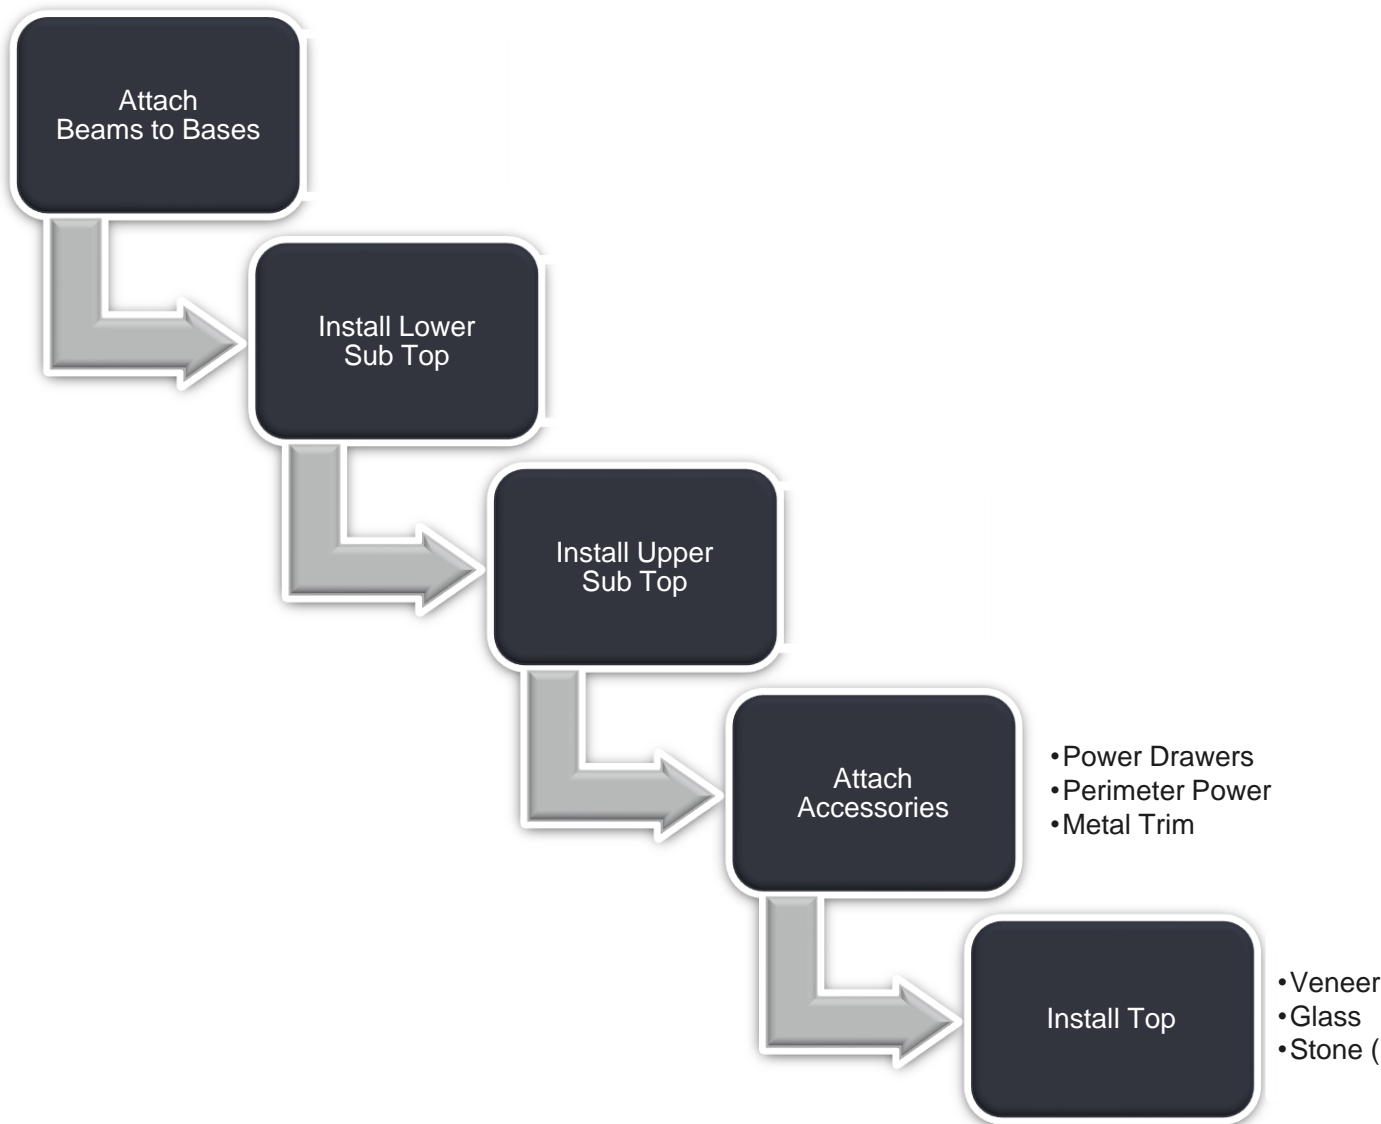 Attach
Beams to Bases
Install Lower
Sub Top
Install Upper
Sub Top
Attach
Accessories
•Power Drawers
•Perimeter Power
•Metal Trim
Install Top
•Veneer
•Glass
•Stone (